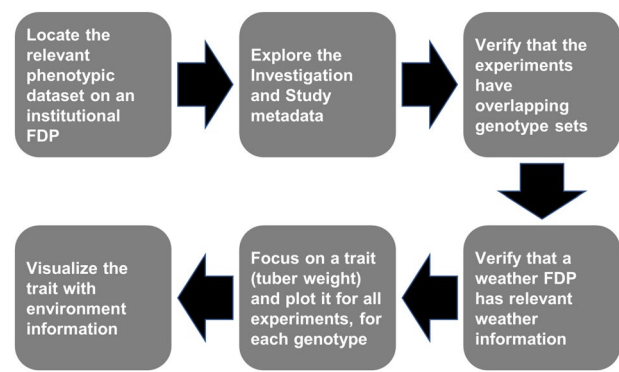 Locate the
relevant
phenotypic
dataset on an
institutional
FDP
Explore the
Investigation
and Study
metadata
Verify that the
experiments
have
overlapping
genotype sets
Verify that a
weather FDP
has relevant
weather
information
Focus on a trait
(tuber weight)
and plot it for all
experiments, for
each genotype
Visualize the
trait with
environment
information